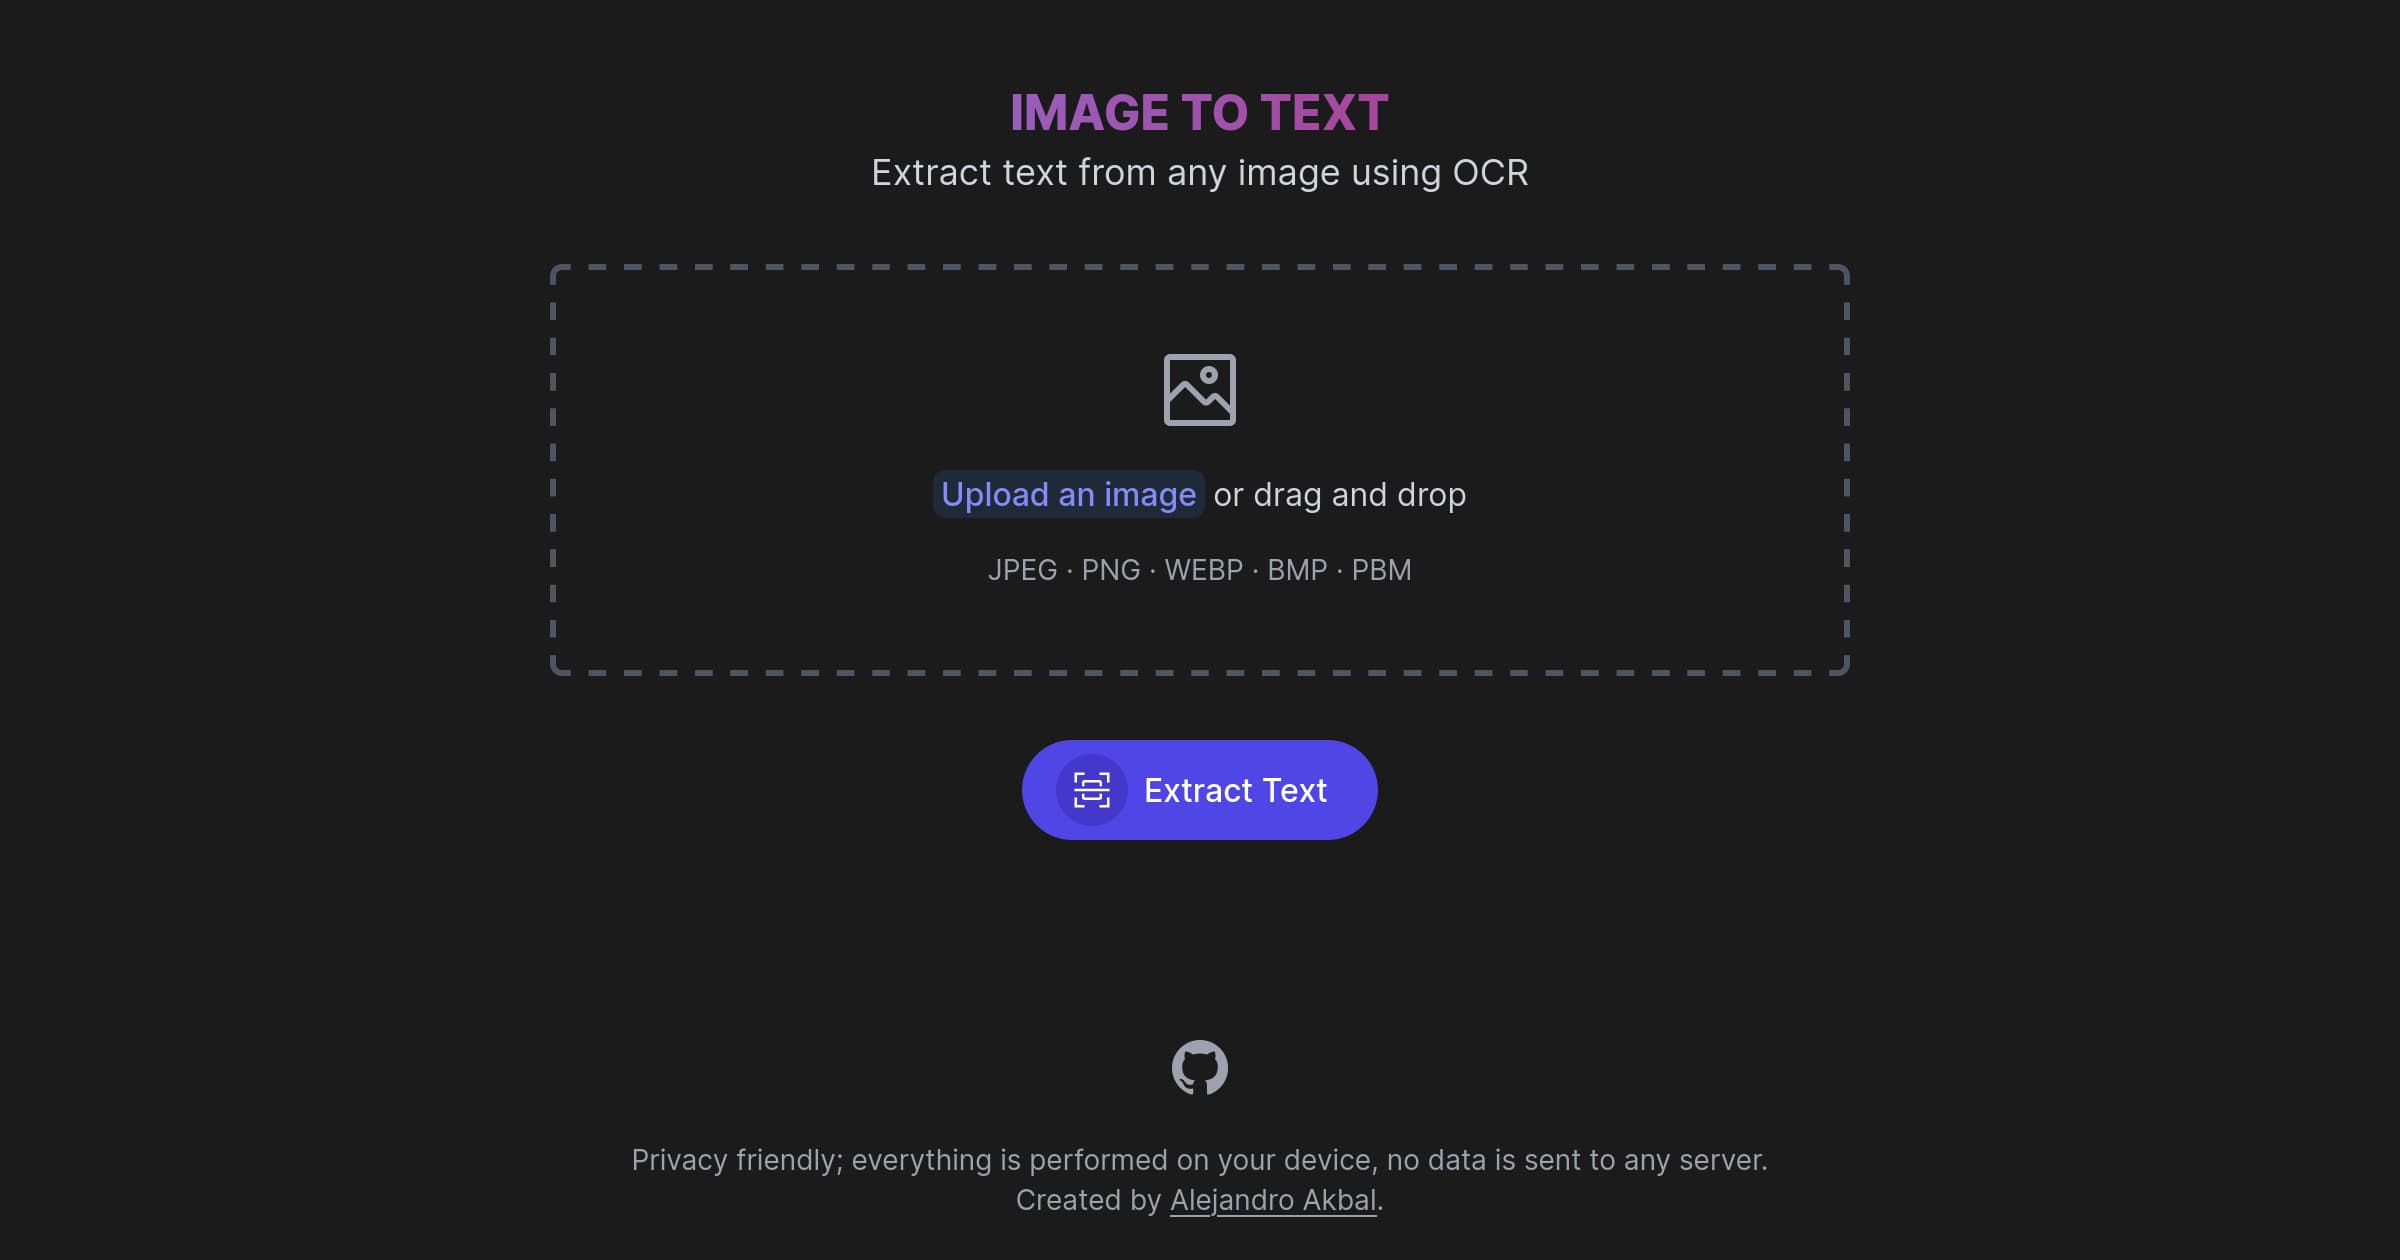 IMAGE TO TEXT
Extract text from any image using OCR
Upload an image or drag and drop
JPEG · PNG · WEBP · BMP · PBM
Extract Text
Privacy friendly; everything is performed on your device, no data is sent to any server.
Created by Alejandro Akbal.